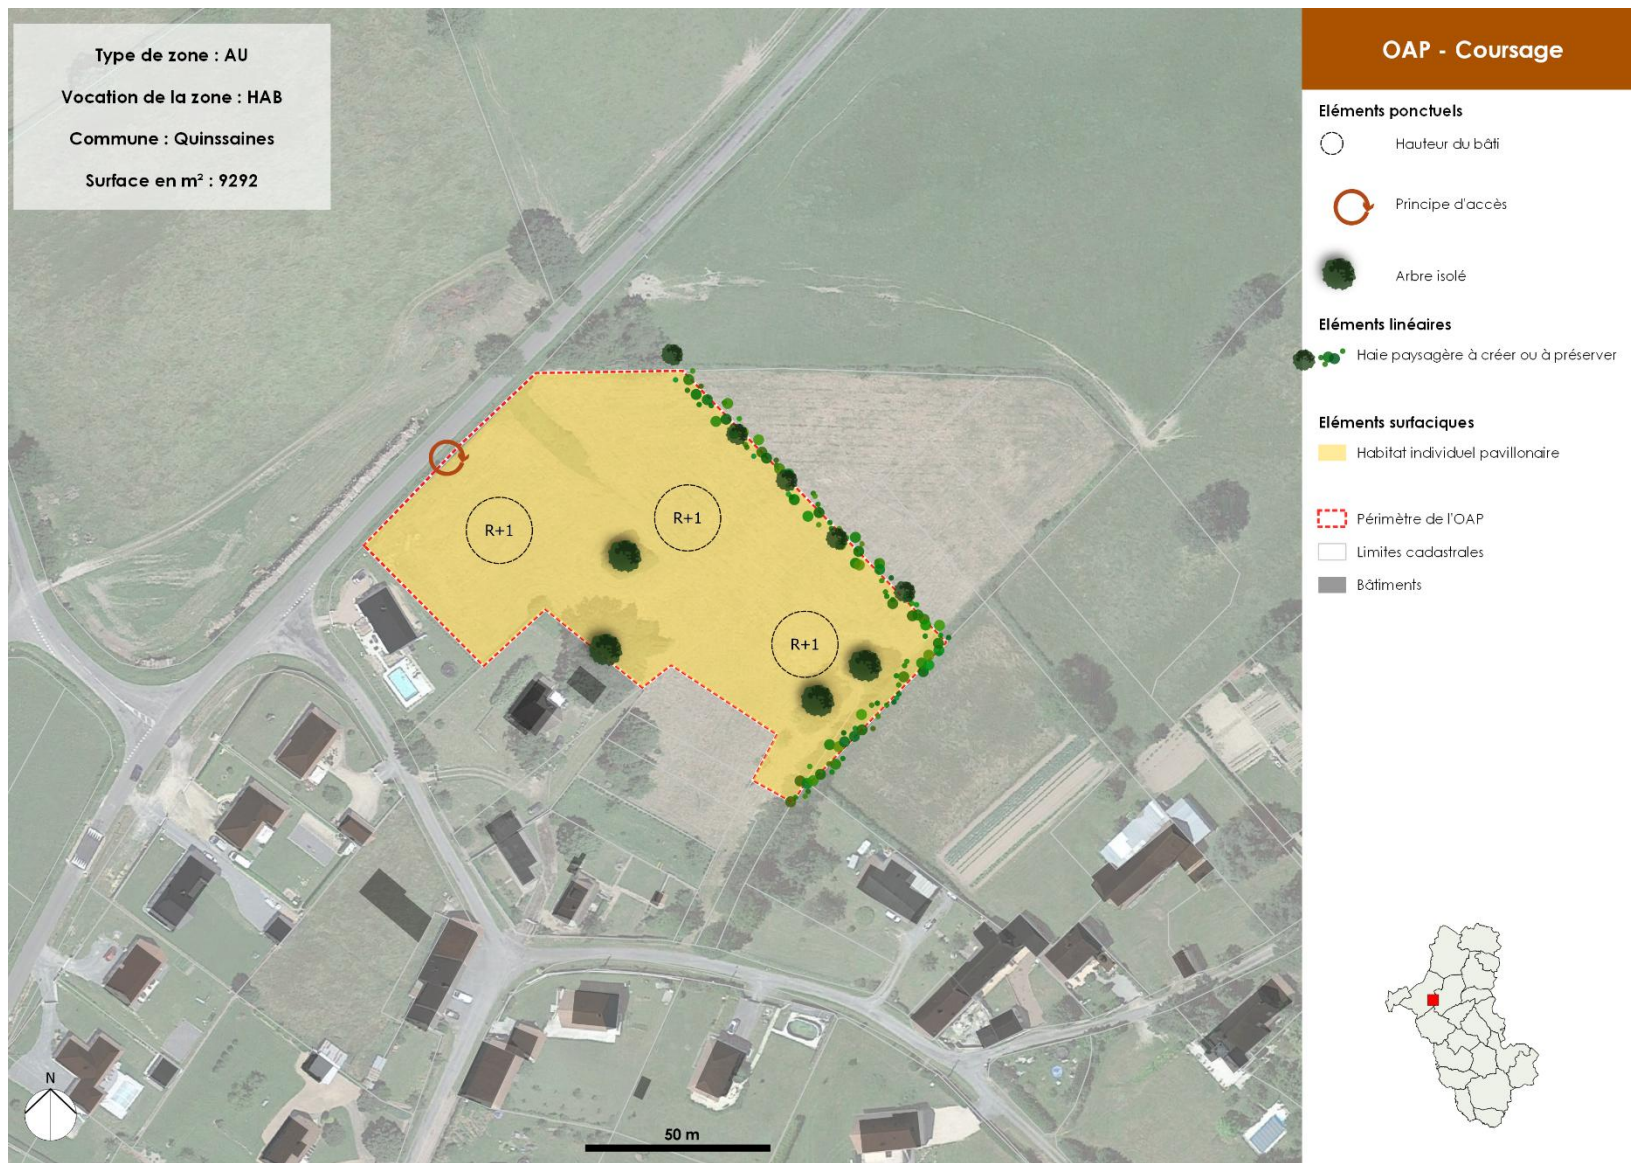 Type de zone : AU
Vocation de la zone : HAB
Commune : Quinssaines
Surface en m² : 9292
R+1
R+1
R+1
N
50 m
OAP - Coursage
Eléments ponctuels
Hauteur du bâti
Principe d'accès
Arbre isolé
Eléments linéaires
Haie paysagère à créer ou à préserver
Eléments surfaciques
Habitat individuel pavillonaire
Périmètre de l'OAP
Limites cadastrales
Bâtiments